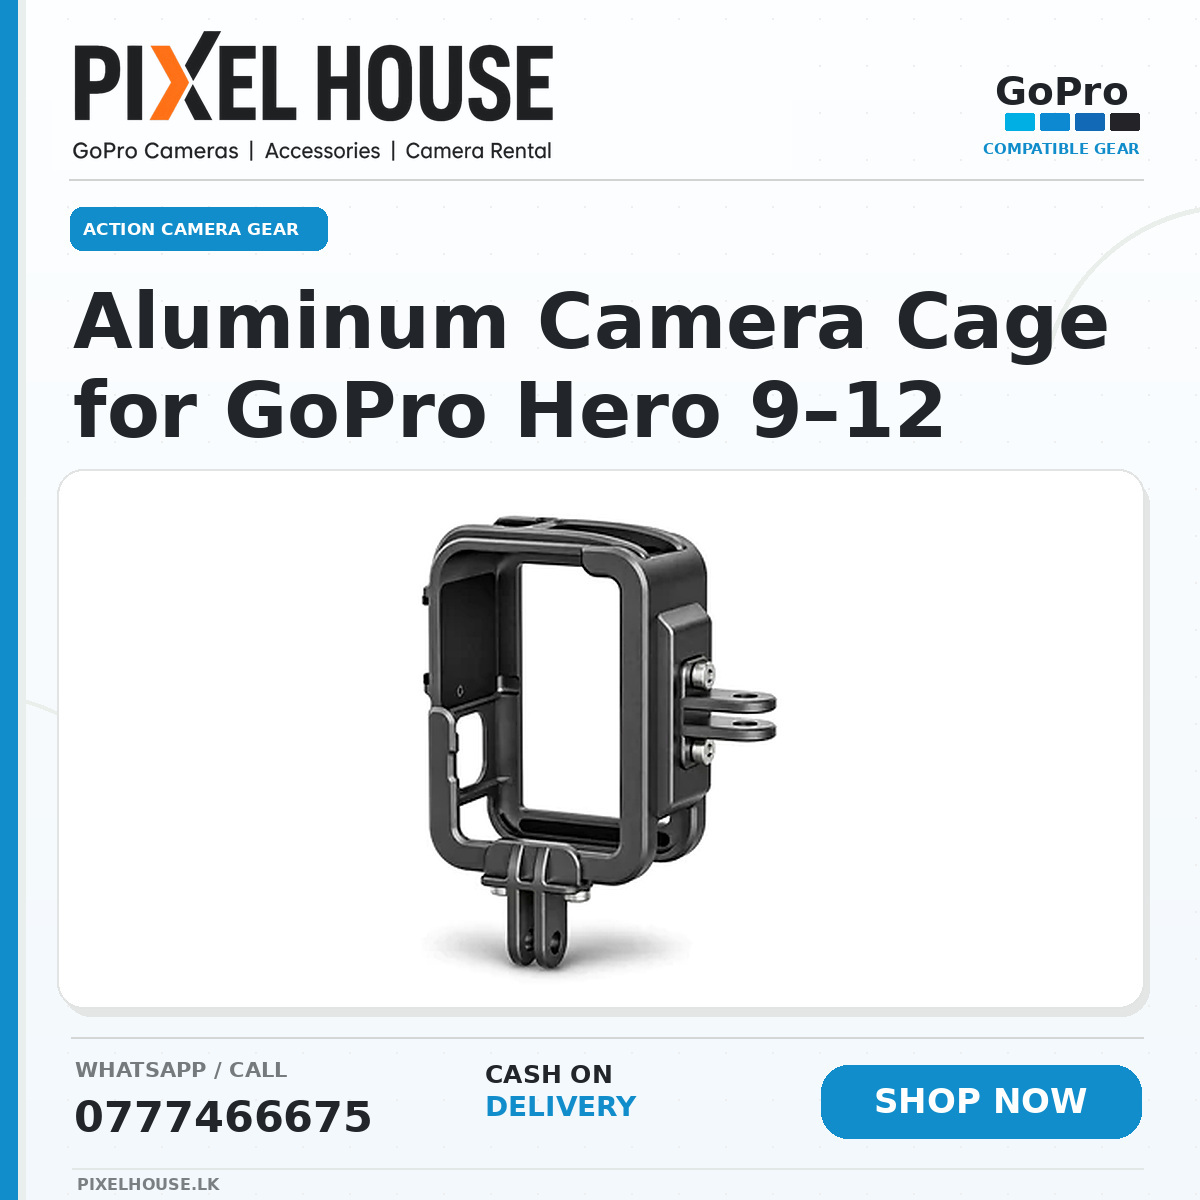 PIXEL HOUSE
GoPro Cameras | Accessories | Camera Rental
GoPro
COMPATIBLE GEAR
ACTION CAMERA GEAR
Aluminum Camera Cage
for GoPro Hero 9–12
WHATSAPP / CALL
0777466675
CASH ON
DELIVERY
SHOP NOW
PIXELHOUSE.LK